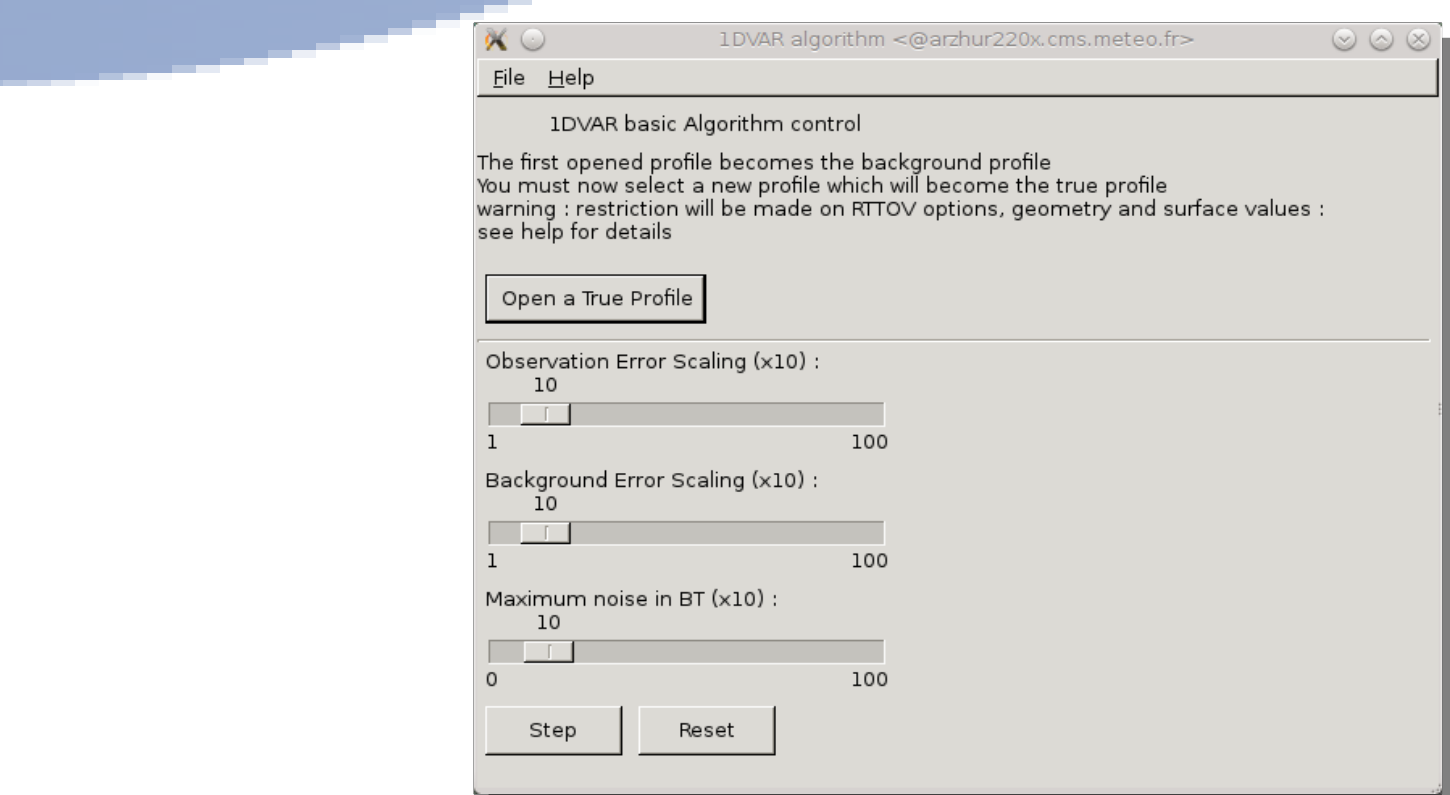 1DVAR algorithm <@arzhur220x.cms.meteo.fr>
File Help
1DVAR basic Algorithm control
The first opened profile becomes the background profile
You must now select a new profile which will become the true profile
warning : restriction will be made on RTTOV options, geometry and surface values :
see help for details
Open a True Profile
Observation Error Scaling (x10) :
10
1 100
Background Error Scaling (x10) :
10
1 100
Maximum noise in BT (x10) :
10
0 100
Step Reset